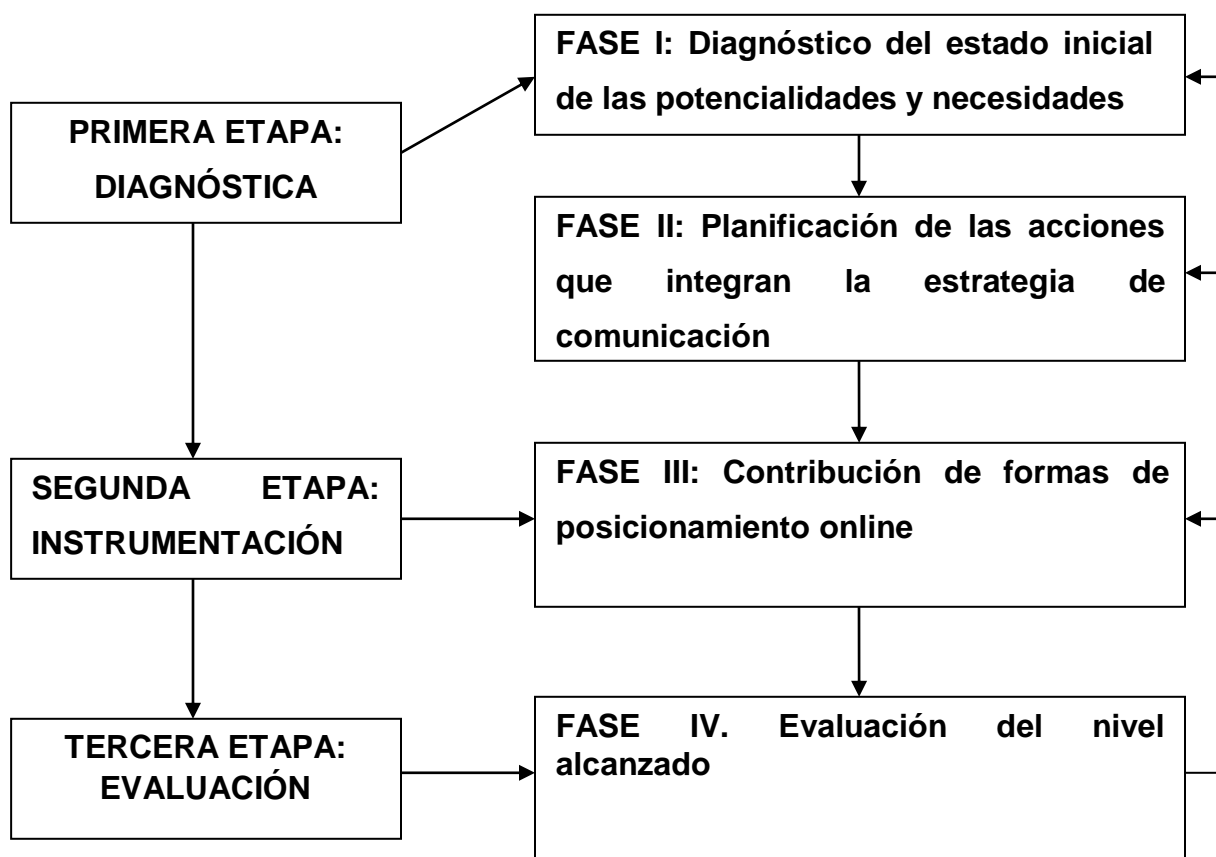 FASE I: Diagnóstico del estado inicial
de las potencialidades y necesidades
PRIMERA ETAPA:
DIAGNÓSTICA
FASE II: Planificación de las acciones
que integran la estrategia de
comunicación
SEGUNDA ETAPA:
INSTRUMENTACIÓN
FASE III: Contribución de formas de
posicionamiento online
TERCERA ETAPA:
EVALUACIÓN
FASE IV. Evaluación del nivel
alcanzado